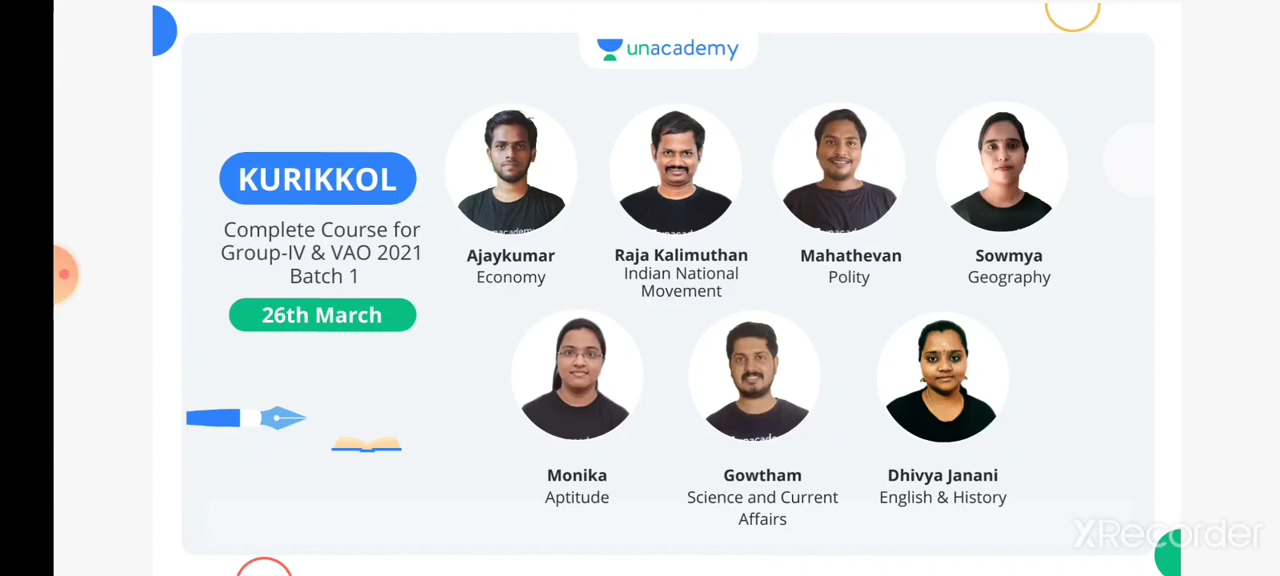 unacademy
KURIKKOL
Complete Course for
Group-IV & VAO 2021
Batch 1
26th March
Ajaykumar
Economy
Raja Kalimuthan
Indian National
Movement
Mahathevan
Polity
Sowmya
Geography
Monika
Aptitude
Gowtham
Science and Current
Affairs
Dhivya Janani
English & History
XRecorder